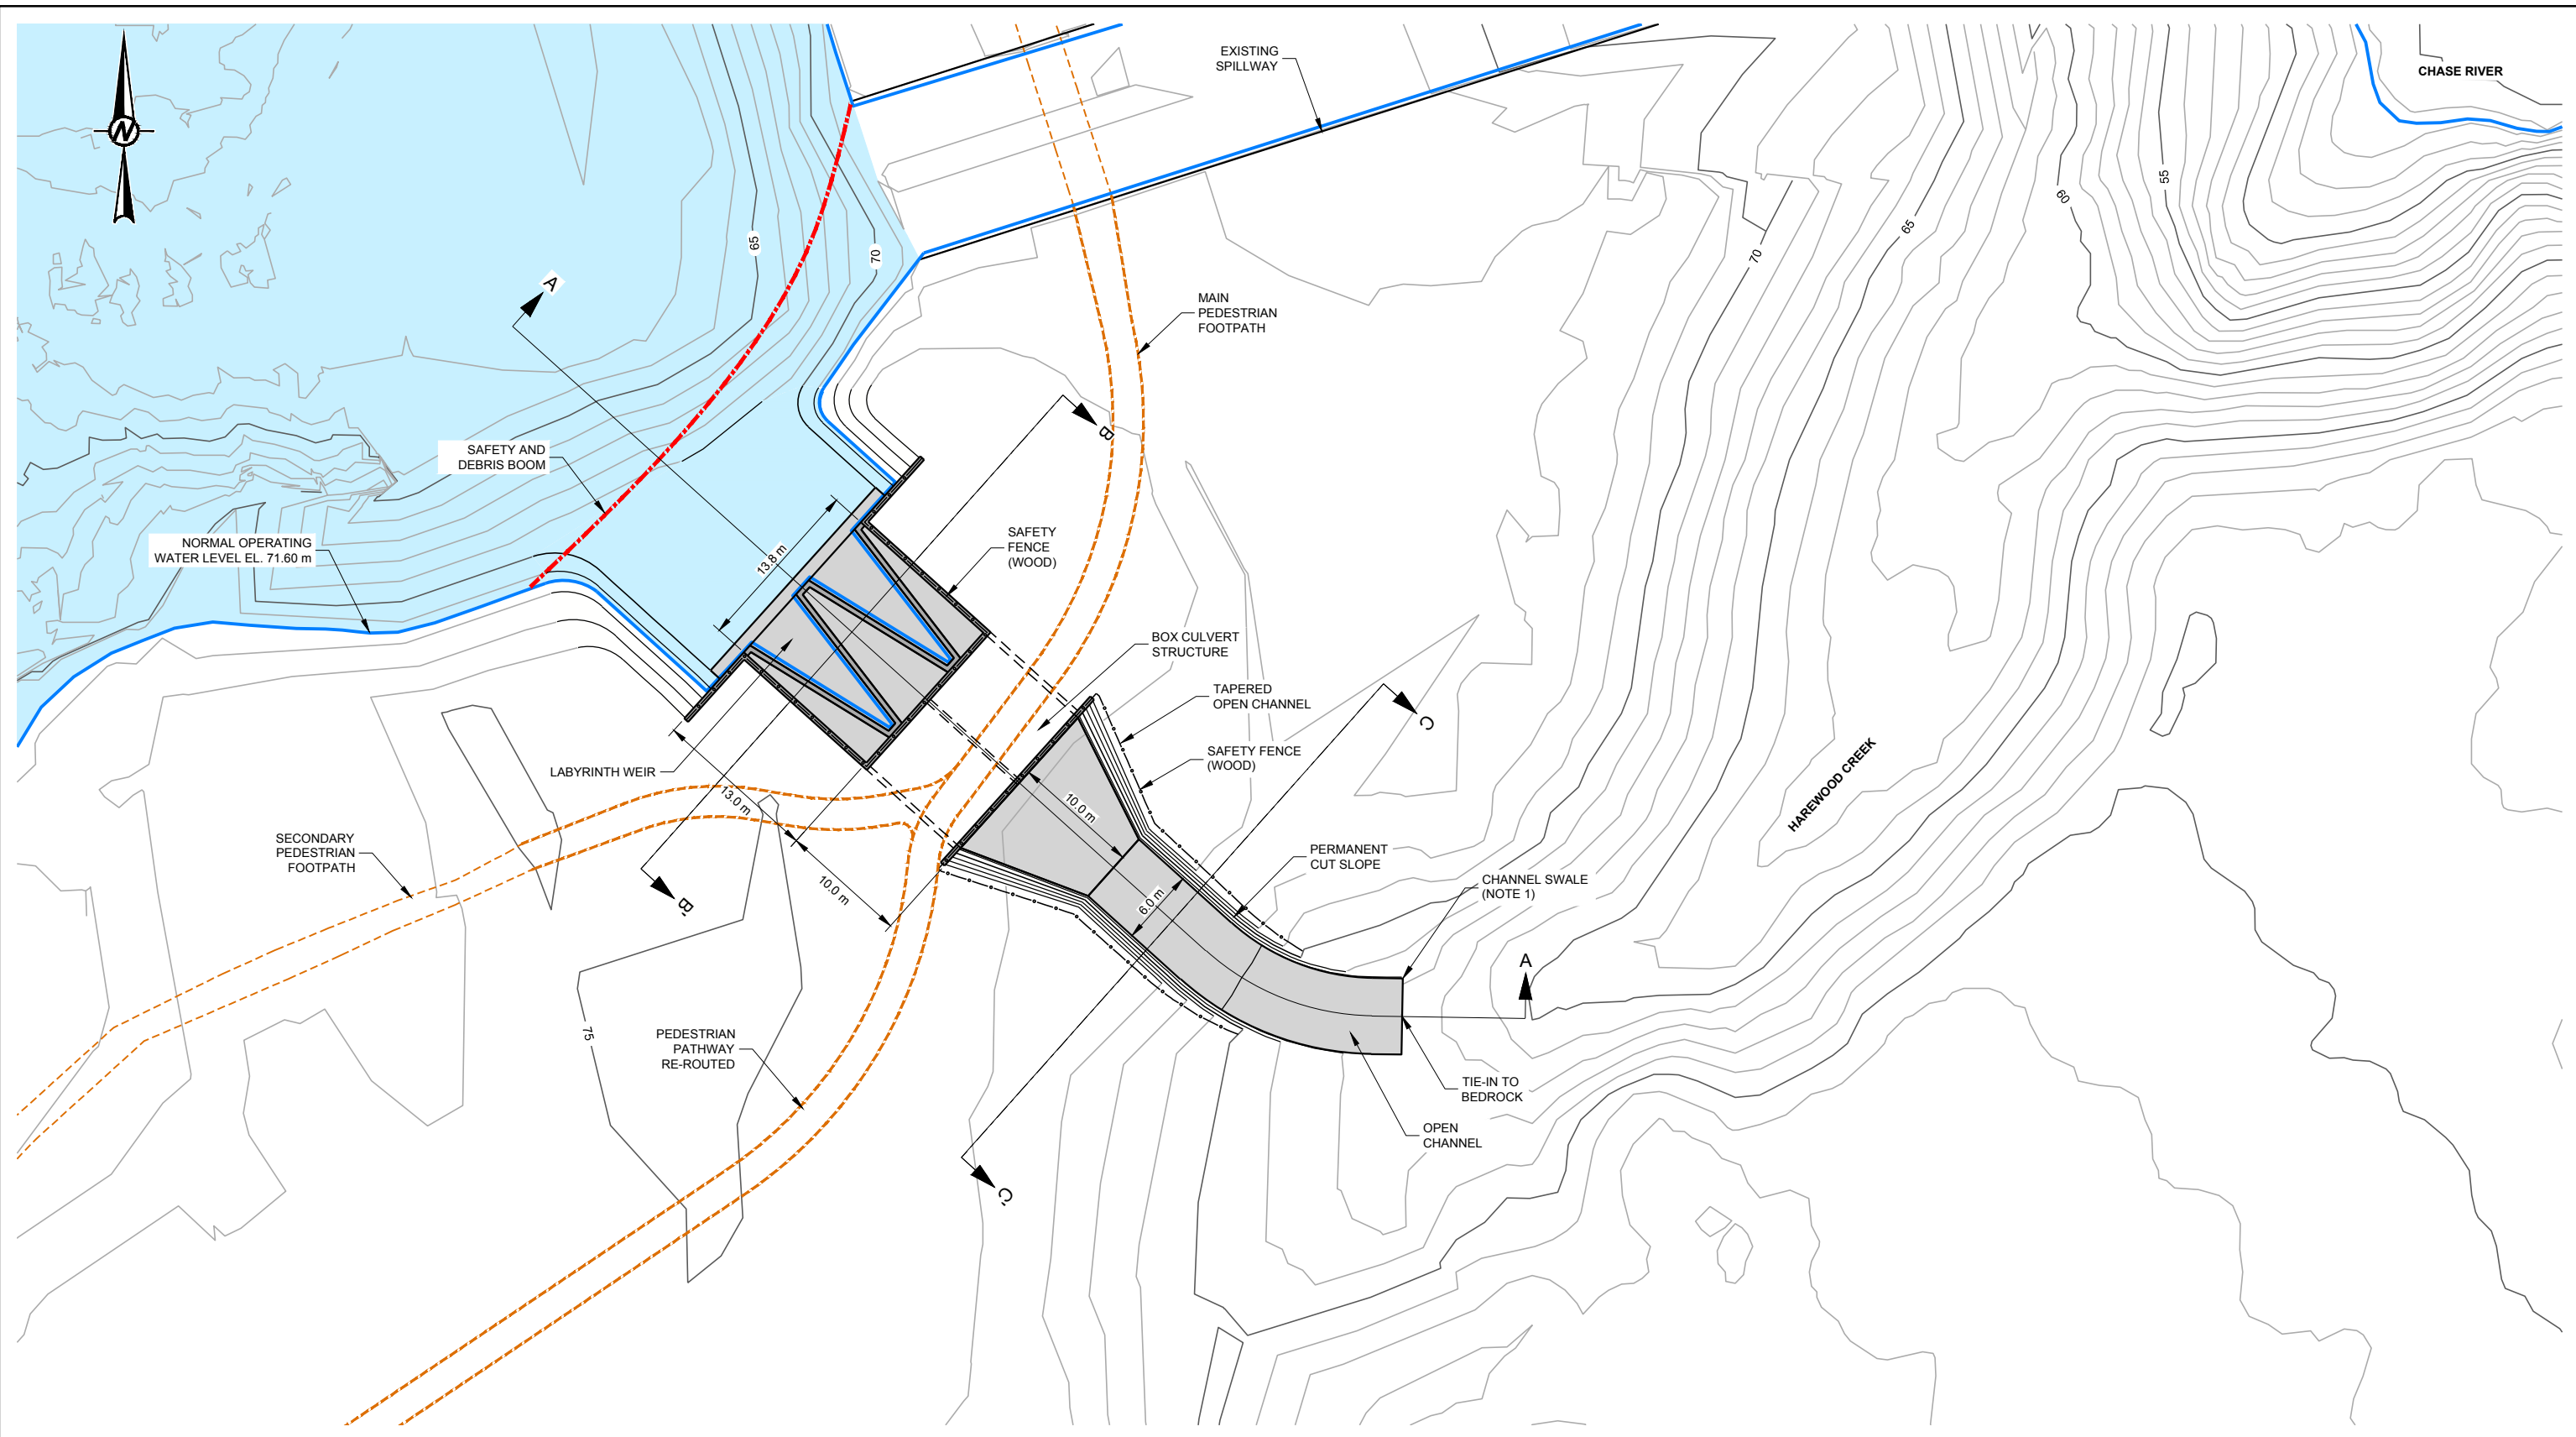 EXISTING
SPILLWAY
CHASE RIVER
N
55
60
65
70
65
70
A
MAIN
PEDESTRIAN
FOOTPATH
B
SAFETY AND
DEBRIS BOOM
NORMAL OPERATING
WATER LEVEL EL. 71.60 m
13.8 m
SAFETY
FENCE
(WOOD)
BOX CULVERT
STRUCTURE
TAPERED
OPEN CHANNEL
C
SAFETY FENCE
(WOOD)
HAREWOOD CREEK
LABYRINTH WEIR
13.0 m
10.0 m
SECONDARY
PEDESTRIAN
FOOTPATH
PERMANENT
CUT SLOPE
10.0 m
CHANNEL SWALE
(NOTE 1)
6.0 m
B'
A
75
PEDESTRIAN
PATHWAY
RE-ROUTED
TIE-IN TO
BEDROCK
OPEN
CHANNEL
C'